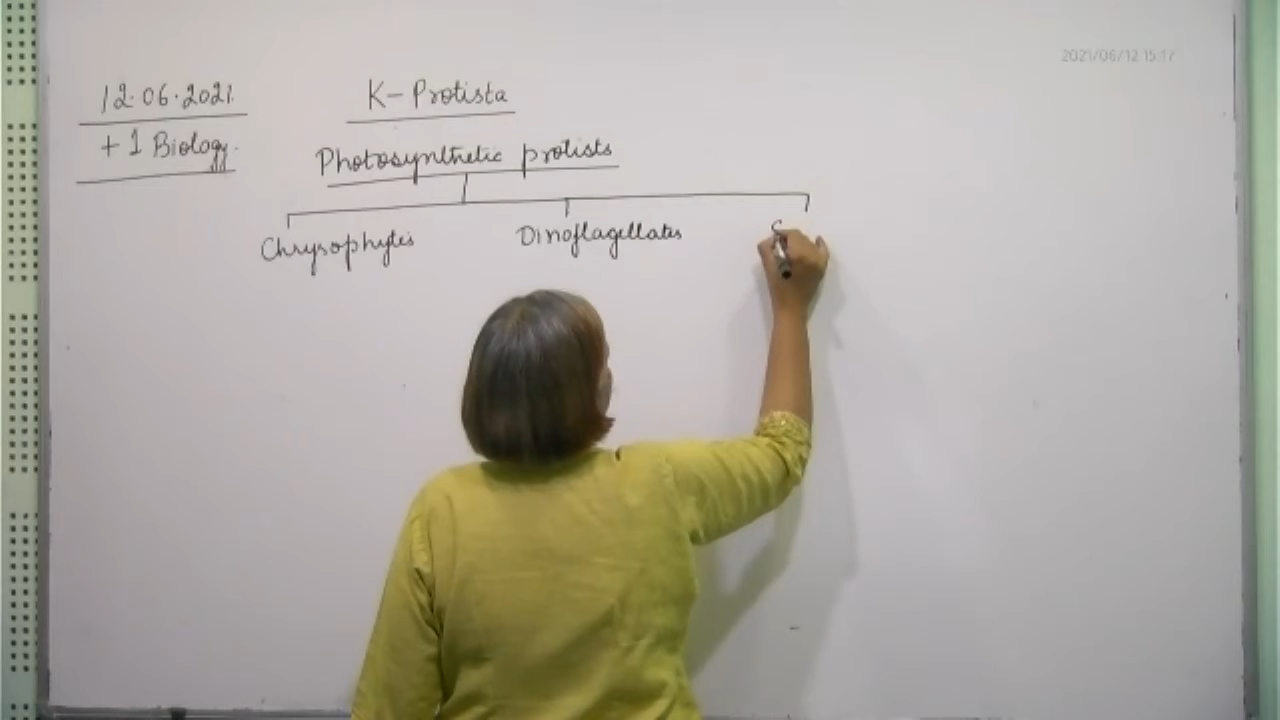 2021/06/12 15:17
12.06.2021.
K- Protista
+1 Biology.
Photosynthetic protists
Chrysophytes
Dinoflagellates